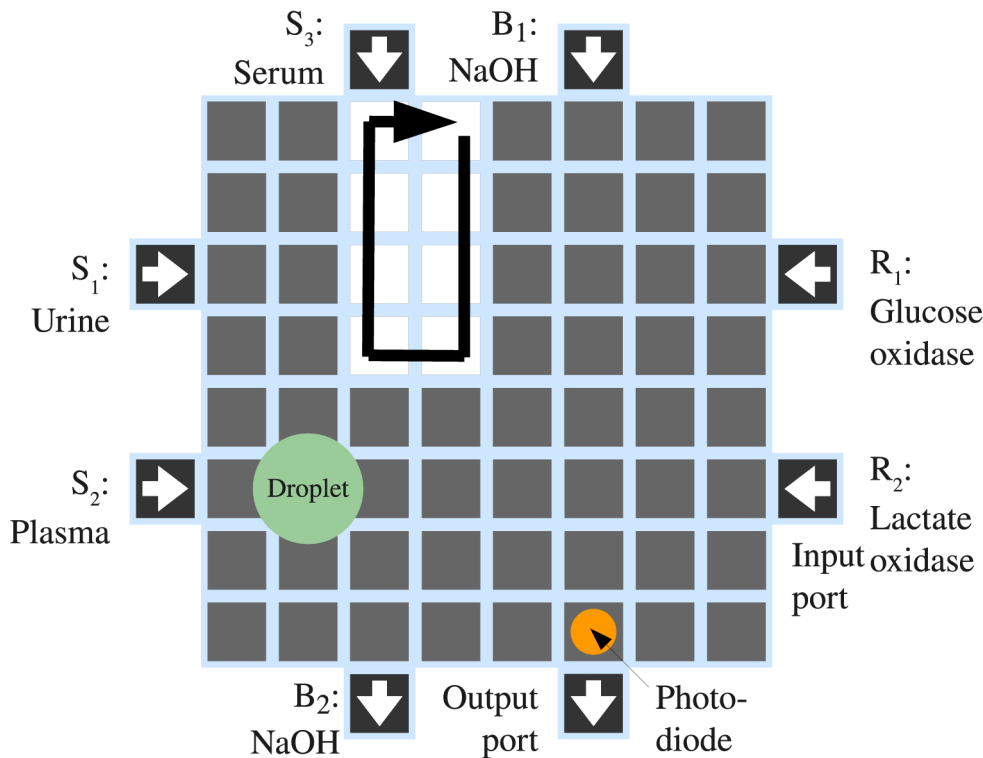 S₃:
Serum
B₁:
NaOH
S₁:
Urine
R₁:
Glucose
oxidase
S₂:
Plasma
Droplet
R₂:
Lactate
oxidase
Input
port
B₂:
NaOH
Output
port
Photo-
diode